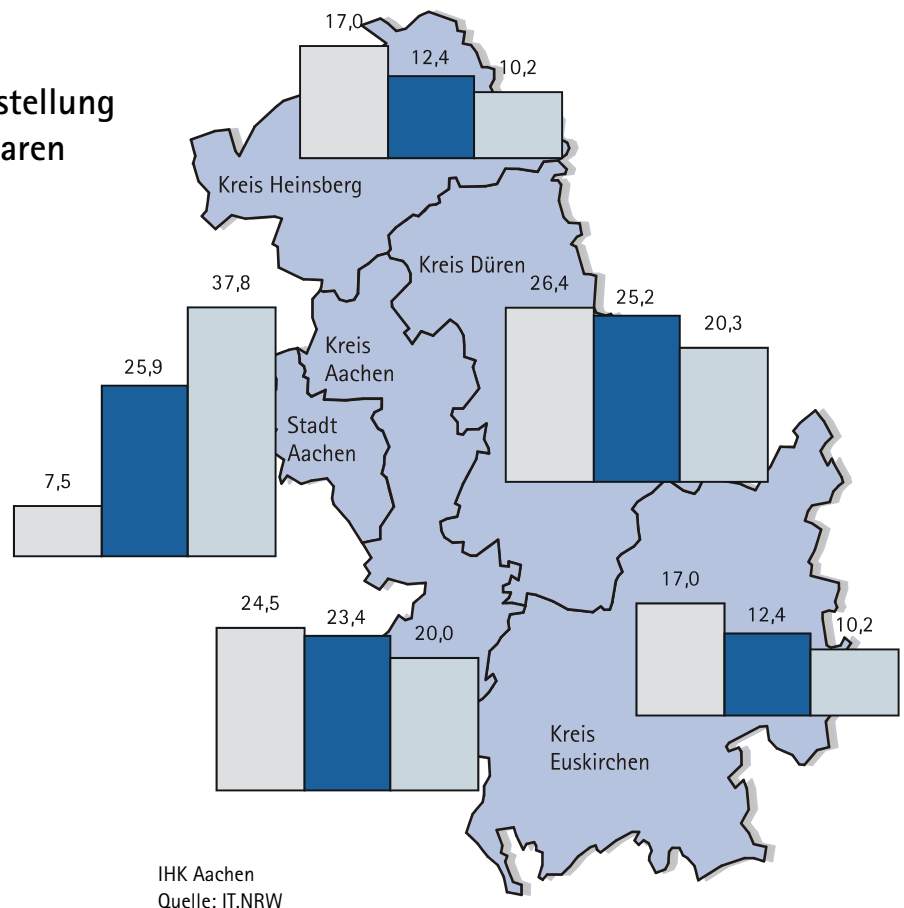 stellung
aren
17,0
12,4
10,2
Kreis Heinsberg
Kreis Düren
26,4
25,2
20,3
37,8
25,9
7,5
Kreis
Aachen
Stadt
Aachen
24,5
23,4
20,0
17,0
12,4
10,2
Kreis
Euskirchen
IHK Aachen
Quelle: IT.NRW